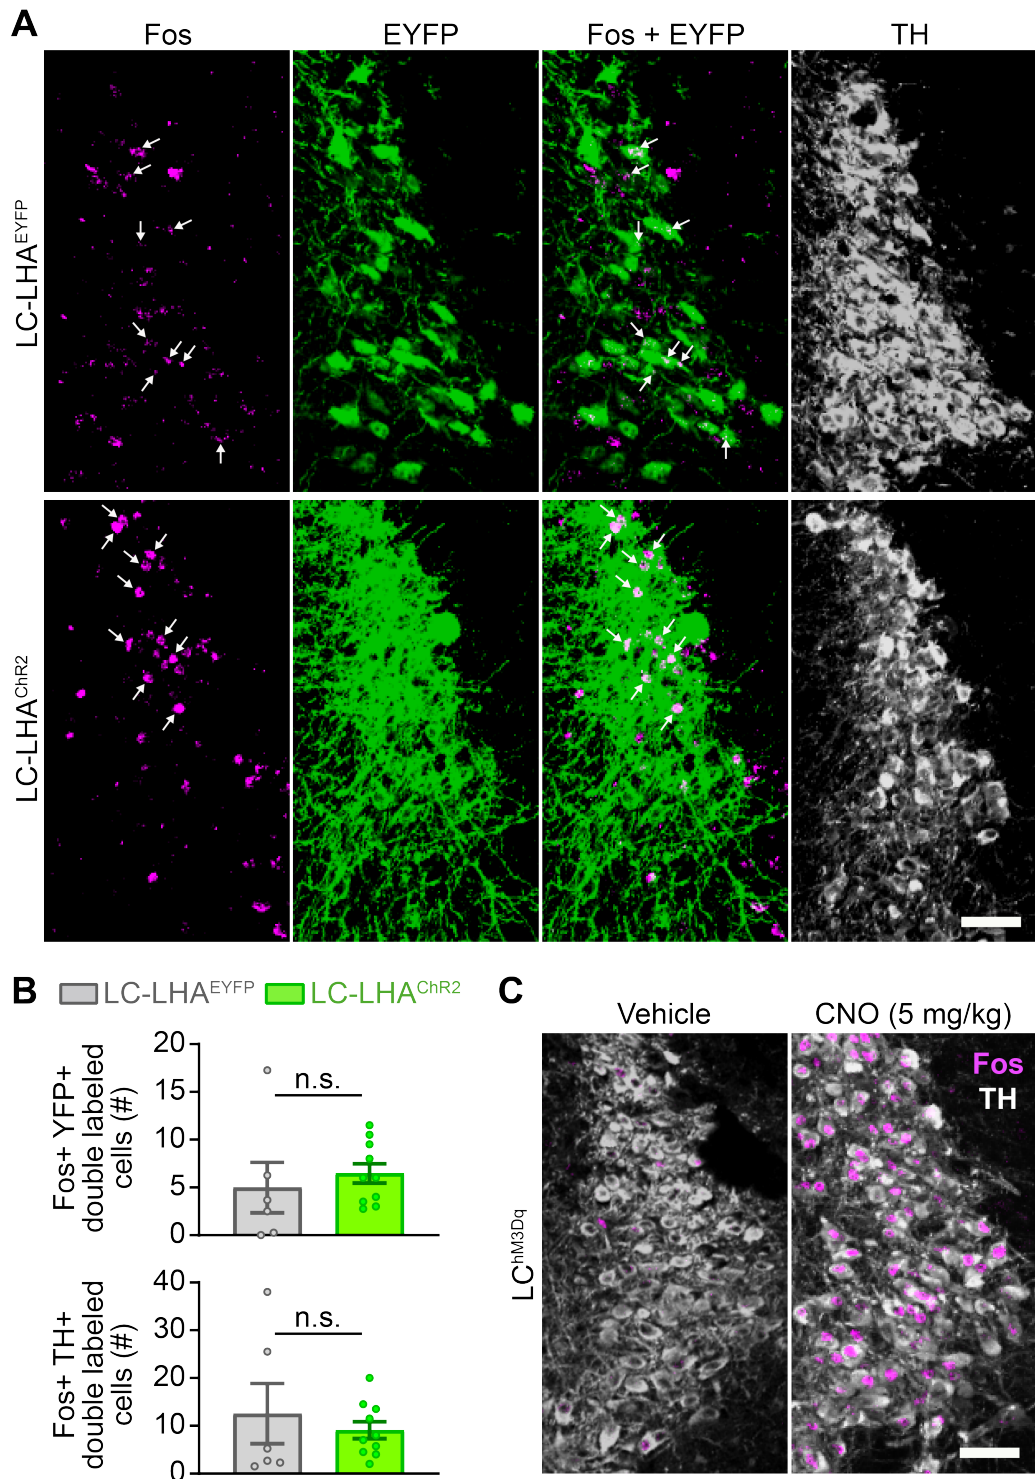 A
Fos
EYFP
Fos + EYFP
TH
LC-LHA^EYFP
LC-LHA^ChR2
B
LC-LHA^EYFP
LC-LHA^ChR2
Fos+ YFP+
double labeled
cells (#)
20
15
10
5
0
n.s.
Fos+ TH+
double labeled
cells (#)
40
30
20
10
0
n.s.
C
Vehicle
CNO (5 mg/kg)
Fos
TH
LC^hM3Dq